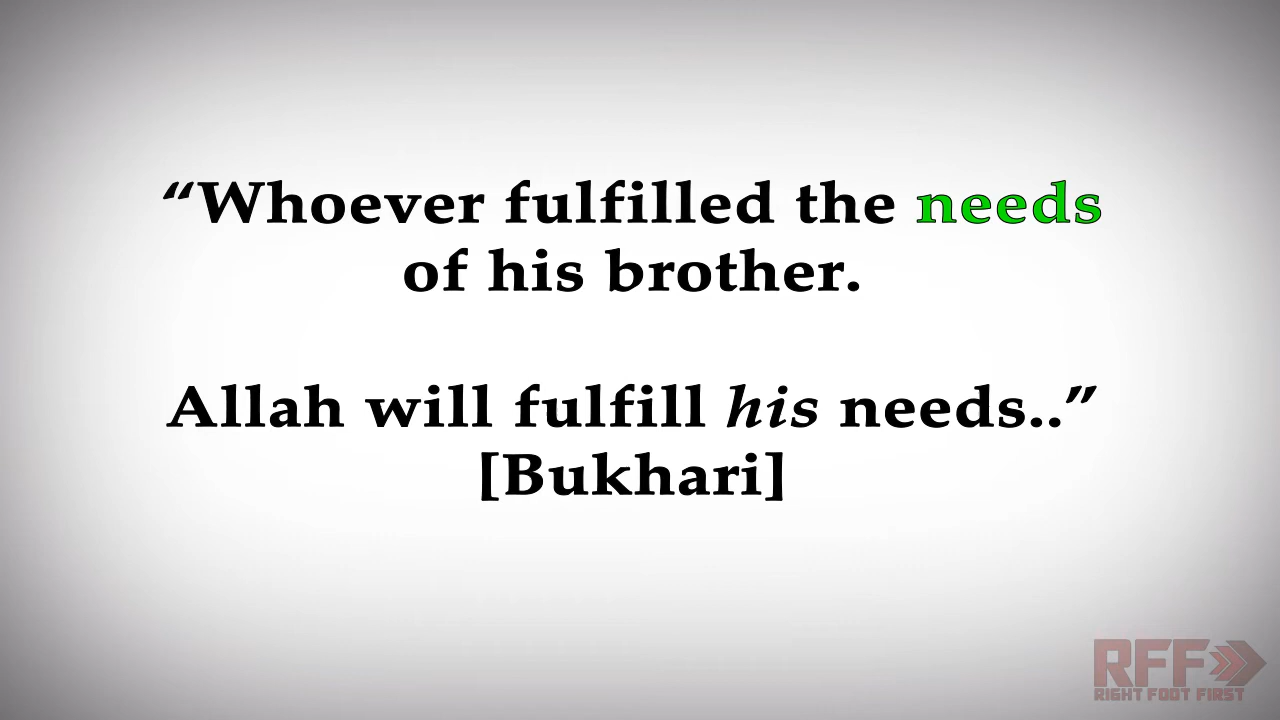 “Whoever fulfilled the needs
of his brother.
Allah will fulfill his needs..”
[Bukhari]
RFF
RIGHT FOOT FIRST